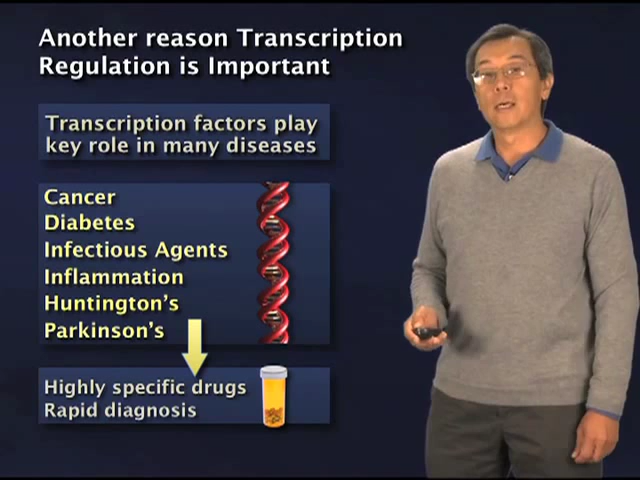 Another reason Transcription
Regulation is Important
Transcription factors play
key role in many diseases
Cancer
Diabetes
Infectious Agents
Inflammation
Huntington's
Parkinson's
Highly specific drugs
Rapid diagnosis